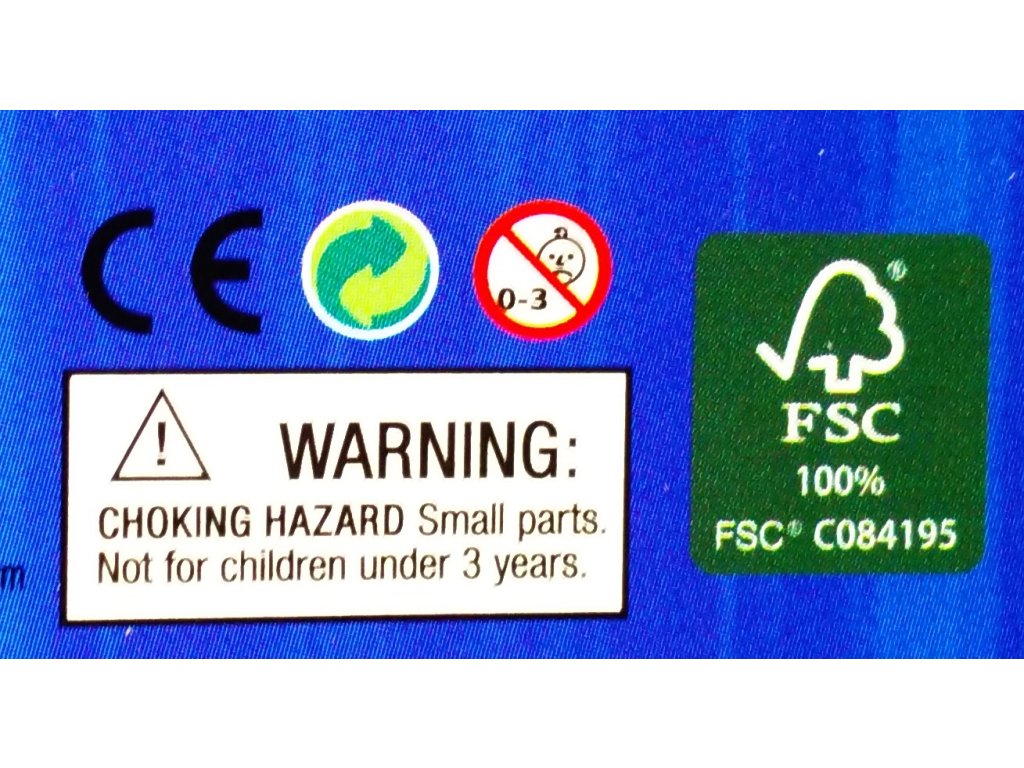 CE
0-3
WARNING:
CHOKING HAZARD Small parts.
Not for children under 3 years.
m
FSC®
100%
FSC® C084195